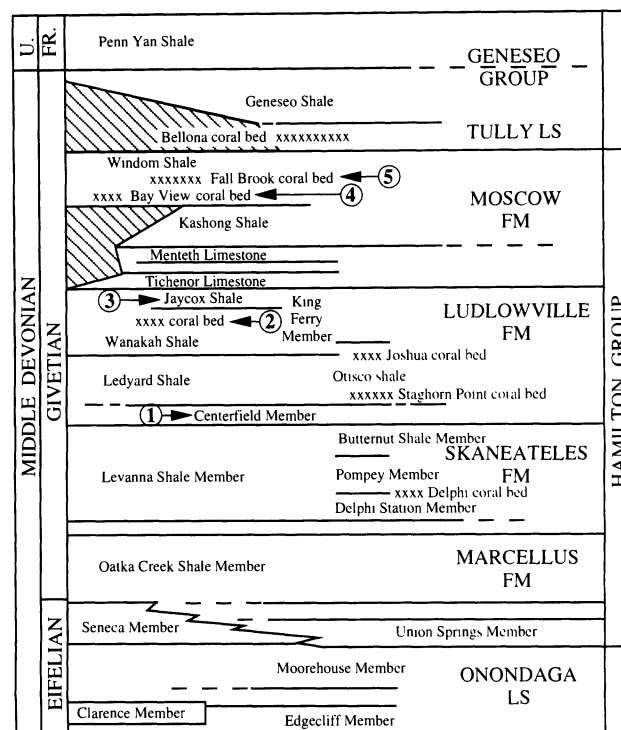 U.
FR.
Penn Yan Shale
GENESEO
GROUP
Geneseo Shale
Bellona coral bed xxxxxxxxxx
TULLY LS
Windom Shale
xxxxxxx Fall Brook coral bed 5
xxxx Bay View coral bed 4
MOSCOW
FM
Kashong Shale
Menteth Limestone
Tichenor Limestone
3 Jaycox Shale
King
Ferry
Member
xxxx coral bed 2
Wanakah Shale
LUDLOWVILLE
FM
xxxx Joshua coral bed
Ledyard Shale
Otisco shale
xxxxxx Staghorn Point coral bed
1 Centerfield Member
Butternut Shale Member
SKANEATELES
FM
Levanna Shale Member
Pompey Member
xxxx Delphi coral bed
Delphi Station Member
Oatka Creek Shale Member
MARCELLUS
FM
Seneca Member
Union Springs Member
Moorehouse Member
ONONDAGA
LS
Clarence Member
Edgecliff Member
MIDDLE DEVONIAN
GIVETIAN
EIFELIAN
HAMILTON GROUP